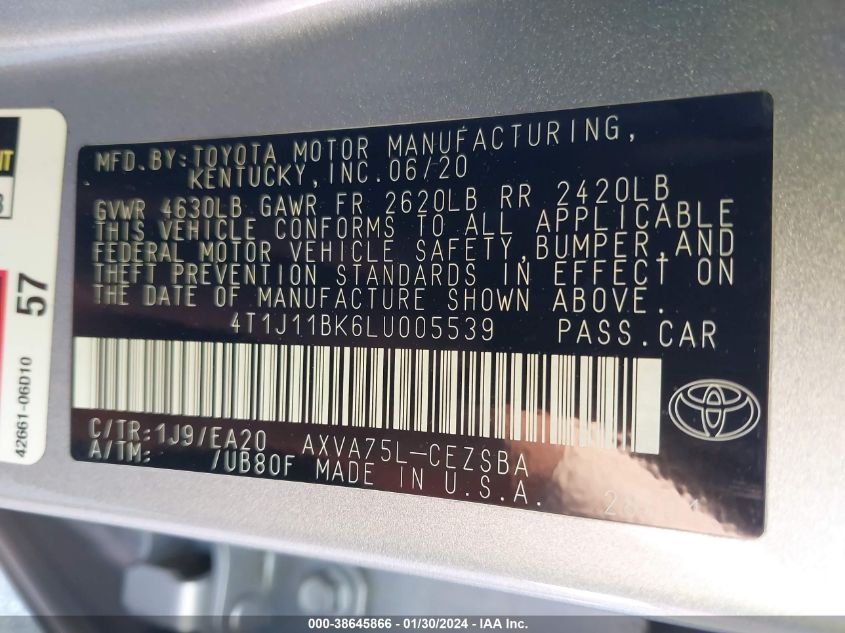 MFD. BY: TOYOTA MOTOR MANUFACTURING,
KENTUCKY, INC. 06/20
GVWR 4630LB GAWR FR 2620LB RR 2420LB
THIS VEHICLE CONFORMS TO ALL APPLICABLE
FEDERAL MOTOR VEHICLE SAFETY, BUMPER, AND
THEFT PREVENTION STANDARDS IN EFFECT ON
THE DATE OF MANUFACTURE SHOWN ABOVE.
4T1J11BK6LU005539 PASS. CAR
C/TR: 1J9/EA20 AXVA75L-CEZSBA
A/TM: /UB80F MADE IN U.S.A.
57
42661-06D10
000-38645866 - 01/30/2024 - IAA Inc.